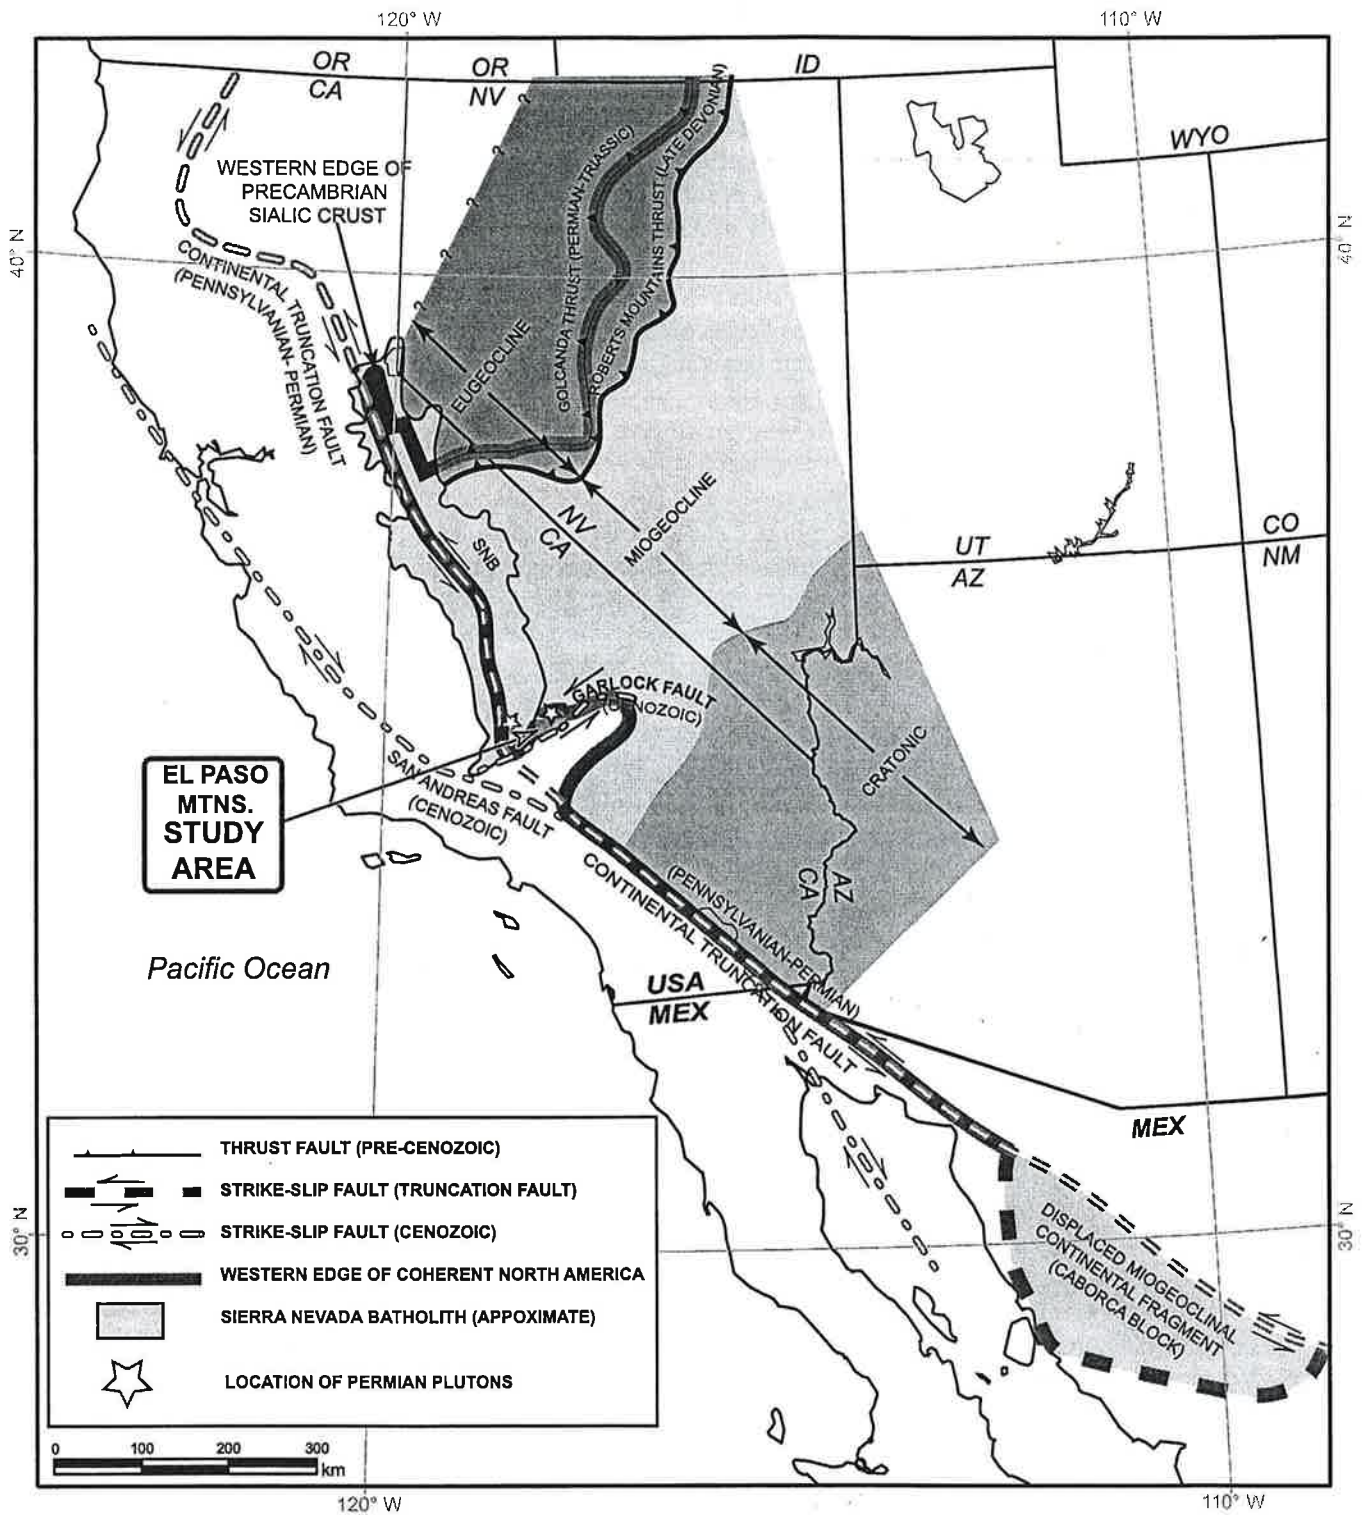 120° W
110° W
OR
CA
OR
NV
ID
WYO
WESTERN EDGE OF
PRECAMBRIAN
SIALIC CRUST
40° N
40° N
CONTINENTAL TRUNCATION FAULT
(PENNSYLVANIAN- PERMIAN)
GOLCANDA THRUST (PERMIAN-TRIASSIC)
ROBERTS MOUNTAINS THRUST (LATE DEVONIAN)
?
?
?
?
?
EUGEOCLINE
MIOGEOCLINE
NV
CA
SNB
UT
AZ
CO
NM
GARLOCK FAULT
(CENOZOIC)
CRATONIC
EL PASO
MTNS.
STUDY
AREA
SAN ANDREAS FAULT
(CENOZOIC)
CONTINENTAL TRUNCATION FAULT
(PENNSYLVANIAN-PERMIAN)
CA
AZ
Pacific Ocean
USA
MEX
MEX
THRUST FAULT (PRE-CENOZOIC)
STRIKE-SLIP FAULT (TRUNCATION FAULT)
STRIKE-SLIP FAULT (CENOZOIC)
WESTERN EDGE OF COHERENT NORTH AMERICA
SIERRA NEVADA BATHOLITH (APPOXIMATE)
LOCATION OF PERMIAN PLUTONS
30° N
30° N
DISPLACED MIOGEOCLINAL
CONTINENTAL FRAGMENT
(CABORCA BLOCK)
0 100 200 300
km
120° W
110° W